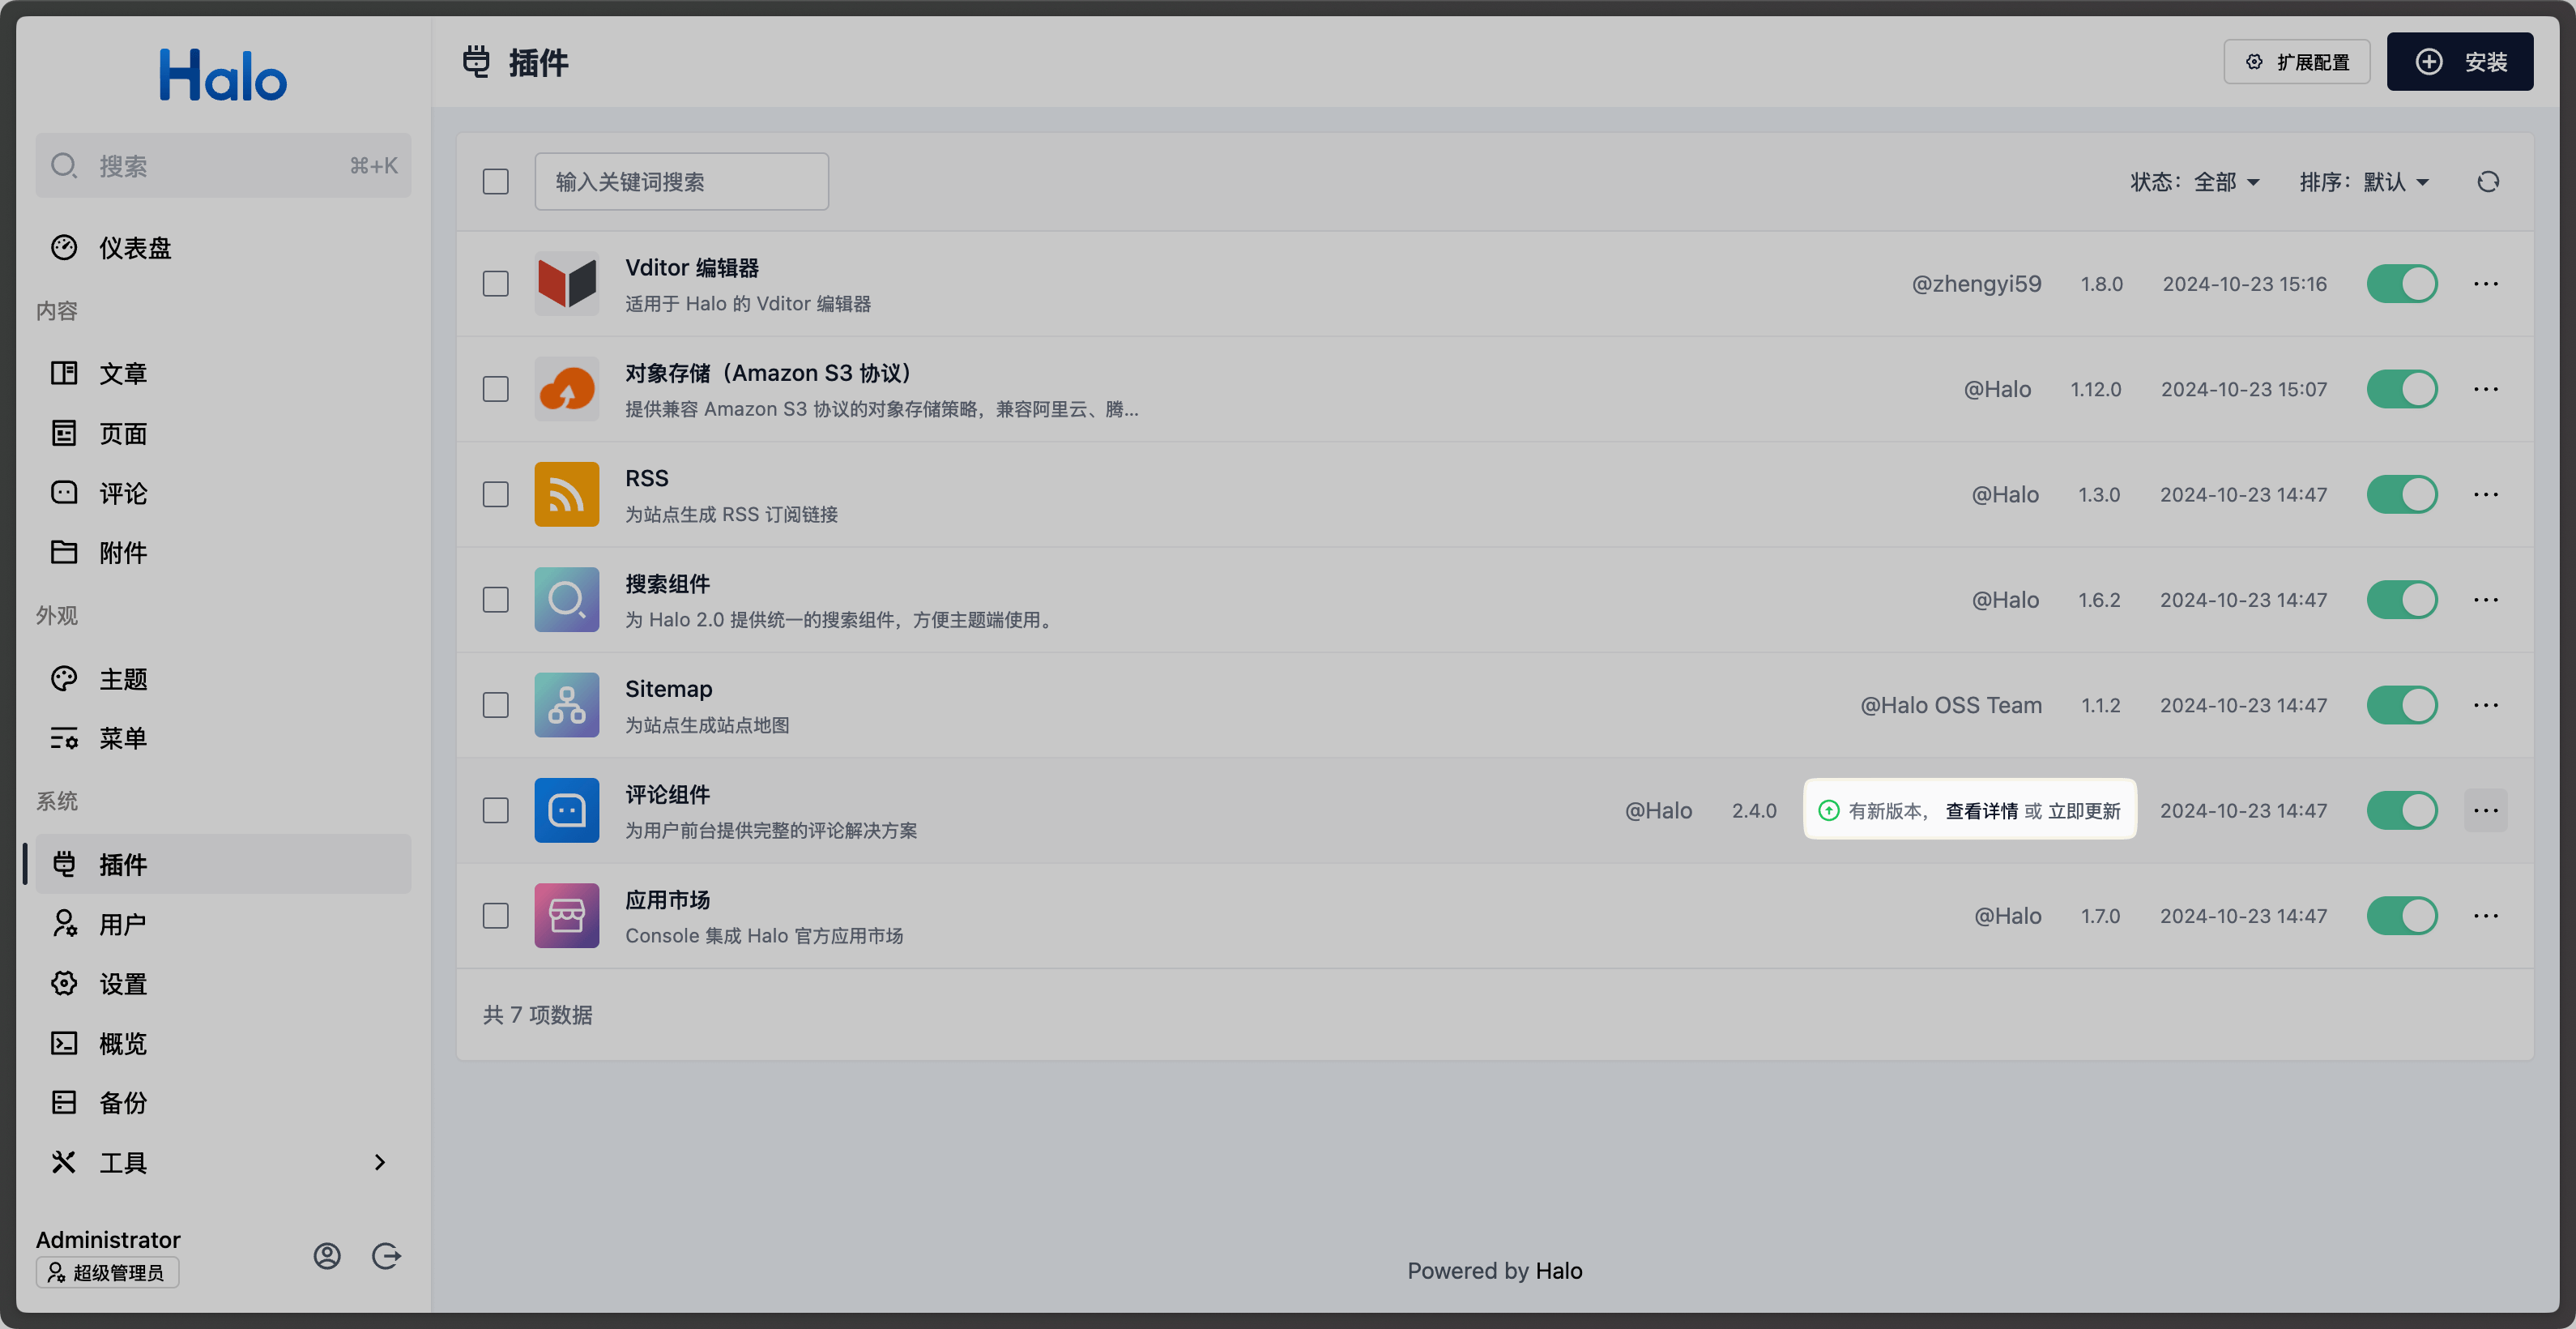 Halo
搜索 ⌘+K
仪表盘
内容
文章
页面
评论
附件
外观
主题
菜单
系统
插件
用户
设置
概览
备份
工具
Administrator
超级管理员
插件
扩展配置
安装
输入关键词搜索
状态：全部 排序：默认
Vditor 编辑器
适用于 Halo 的 Vditor 编辑器
@zhengyi59 1.8.0 2024-10-23 15:16
对象存储（Amazon S3 协议）
提供兼容 Amazon S3 协议的对象存储策略，兼容阿里云、腾...
@Halo 1.12.0 2024-10-23 15:07
RSS
为站点生成 RSS 订阅链接
@Halo 1.3.0 2024-10-23 14:47
搜索组件
为 Halo 2.0 提供统一的搜索组件，方便主题端使用。
@Halo 1.6.2 2024-10-23 14:47
Sitemap
为站点生成站点地图
@Halo OSS Team 1.1.2 2024-10-23 14:47
评论组件
为用户前台提供完整的评论解决方案
@Halo 2.4.0 有新版本， 查看详情 或 立即更新 2024-10-23 14:47
应用市场
Console 集成 Halo 官方应用市场
@Halo 1.7.0 2024-10-23 14:47
共 7 项数据
Powered by Halo